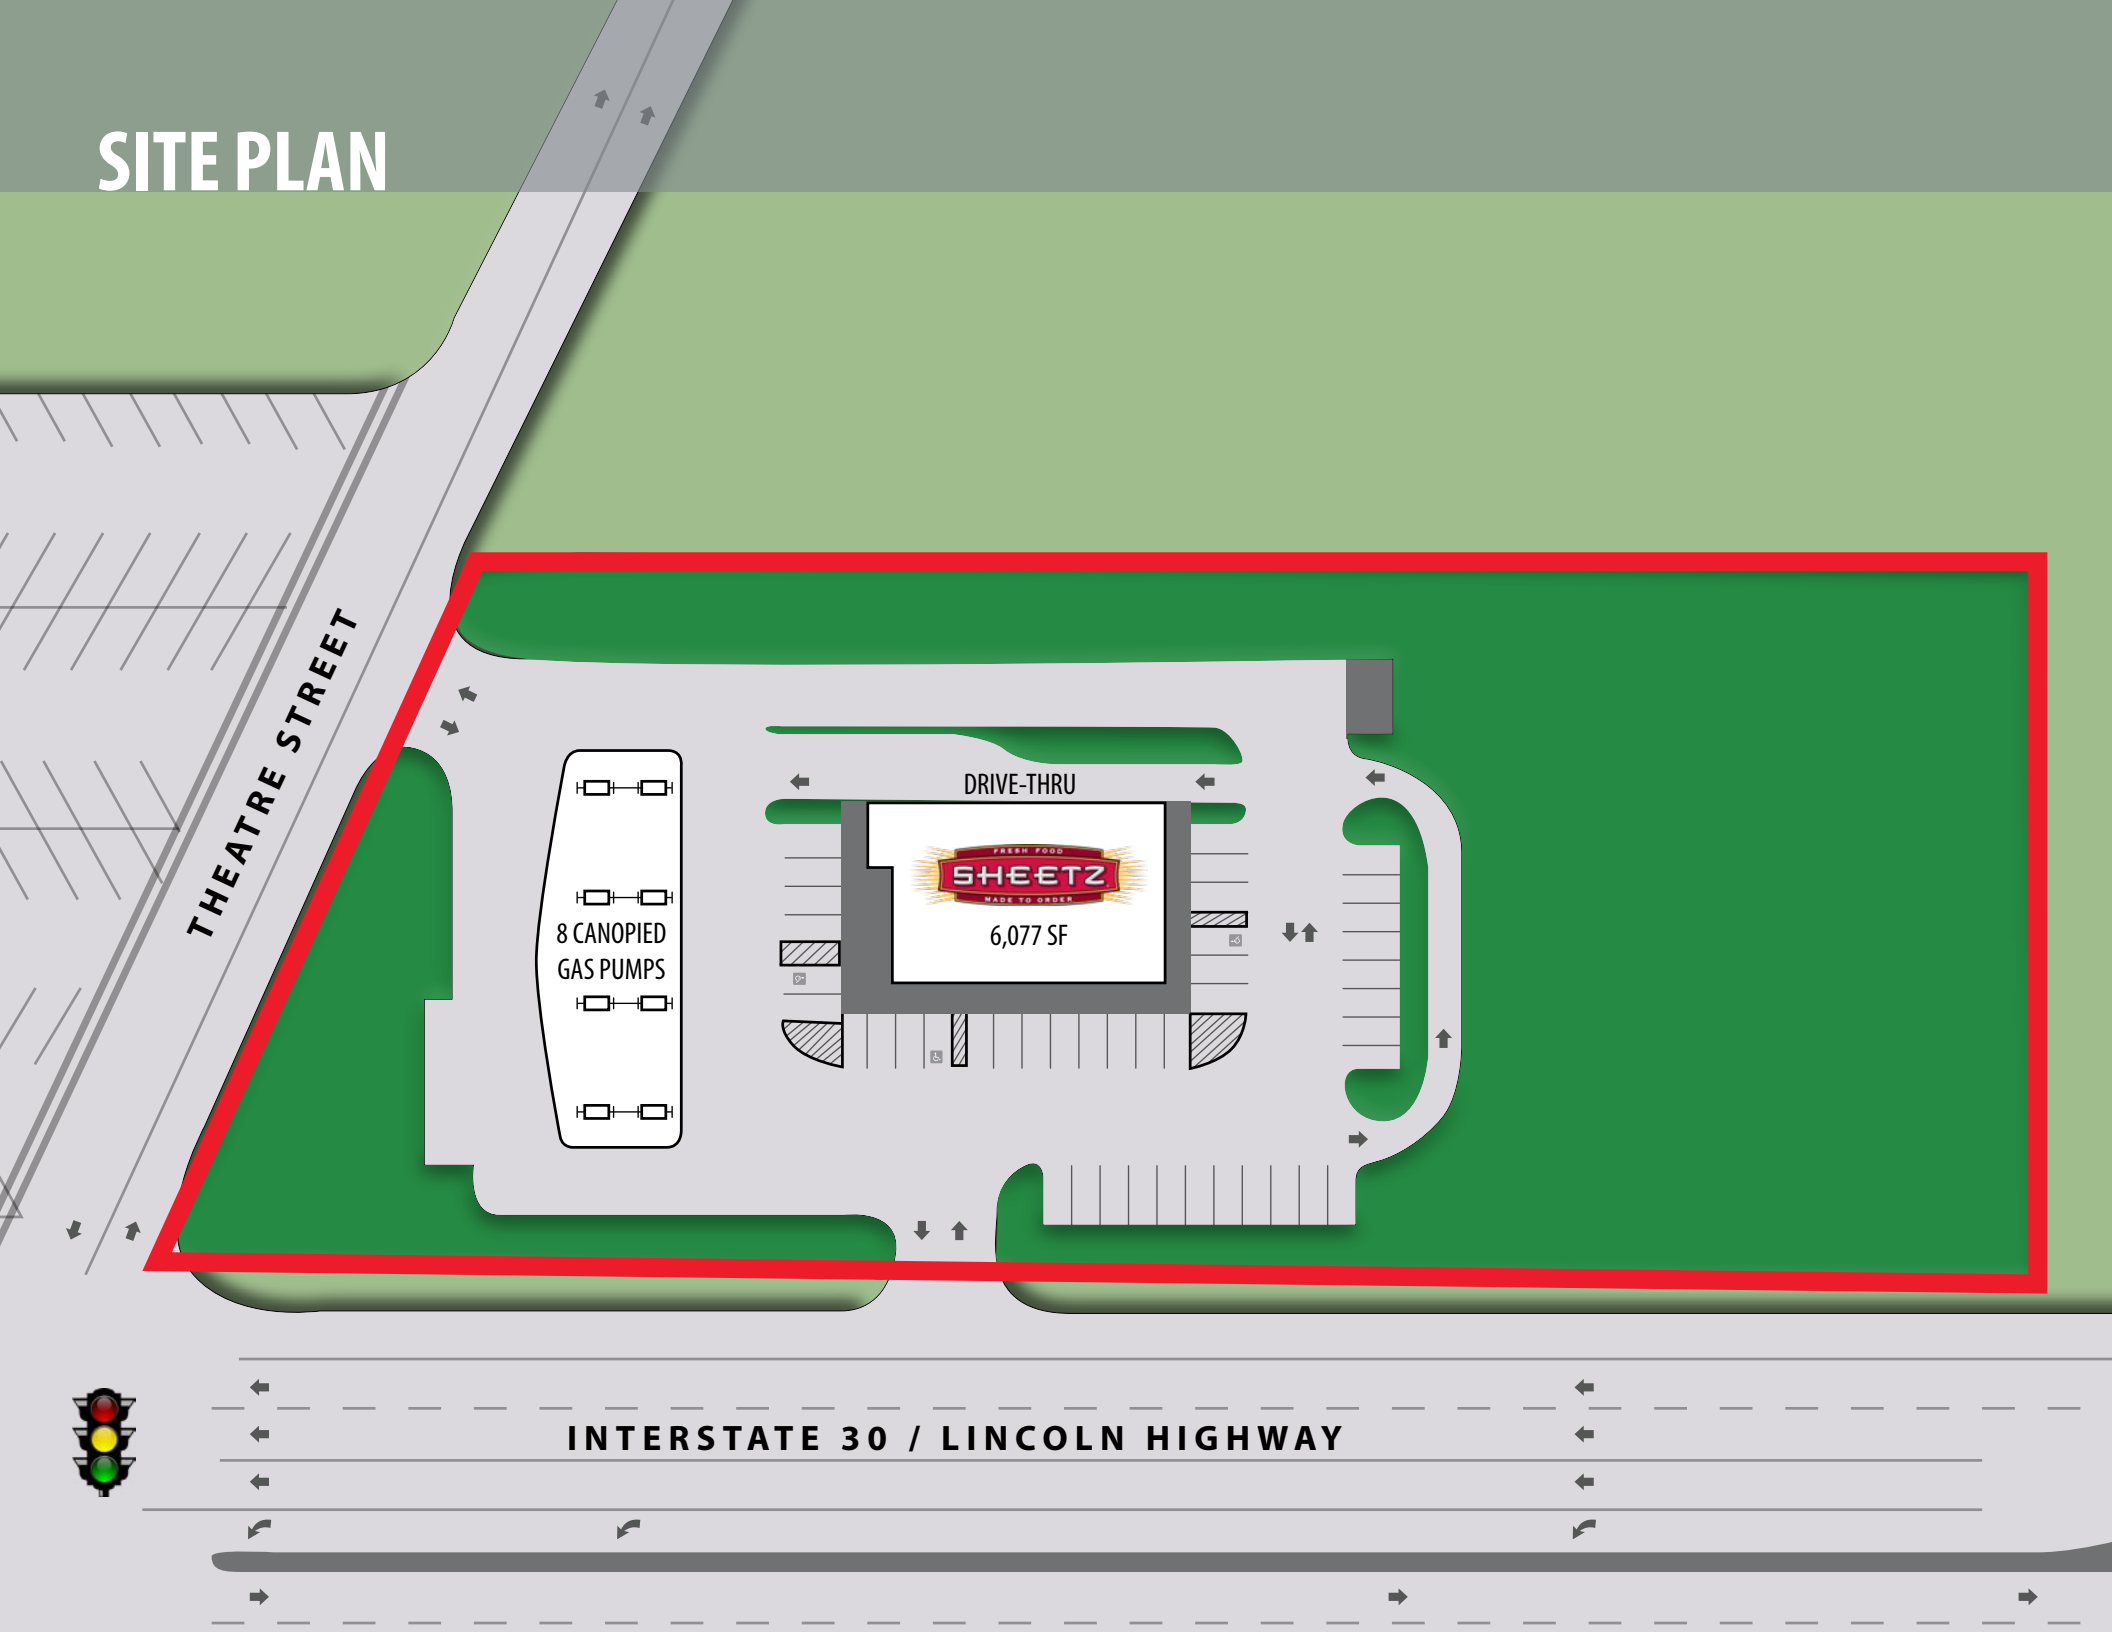 SITE PLAN
THEATRE STREET
DRIVE-THRU
FRESH FOOD
SHEETZ
MADE TO ORDER
6,077 SF
8 CANOPIED
GAS PUMPS
INTERSTATE 30 / LINCOLN HIGHWAY